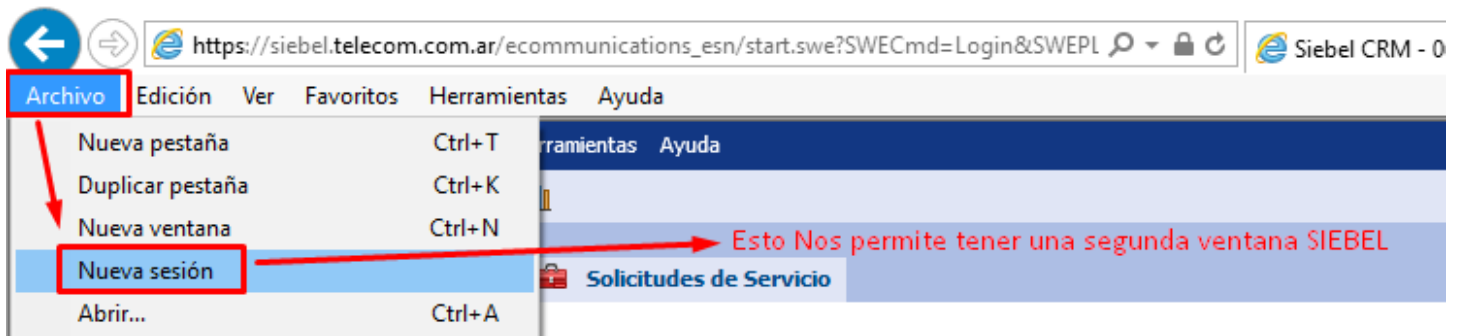 https://siebel.telecom.com.ar/ecommunications_esn/start.swe?SWECmd=Login&SWEPL
Siebel CRM - 0
Archivo Edición Ver Favoritos Herramientas Ayuda
Nueva pestaña Ctrl+T
rramientas Ayuda
Duplicar pestaña Ctrl+K
Nueva ventana Ctrl+N
Esto Nos permite tener una segunda ventana SIEBEL
Nueva sesión
Solicitudes de Servicio
Abrir... Ctrl+A